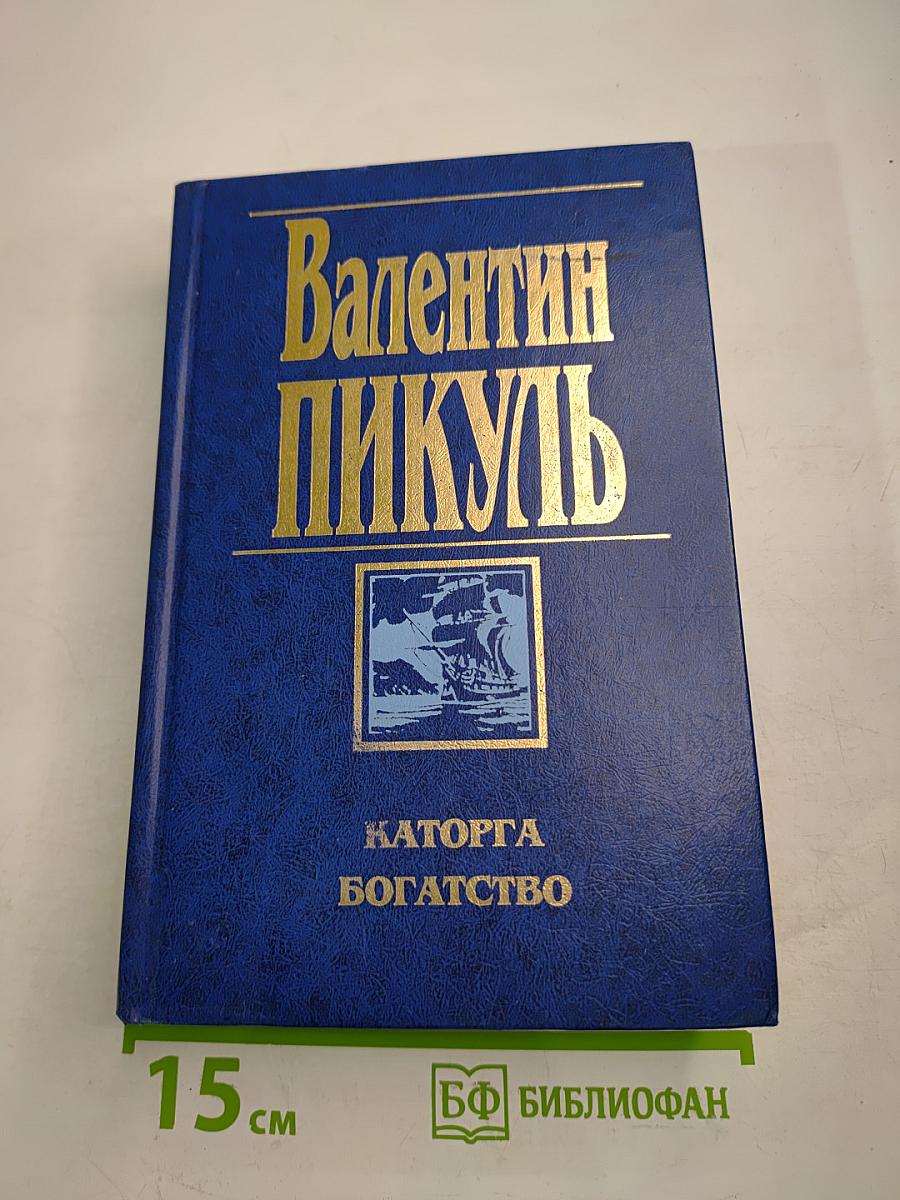 Валентин
ПИКУЛЬ
КАТОРГА
БОГАТСТВО
15 см
БФ БИБЛИОФАН